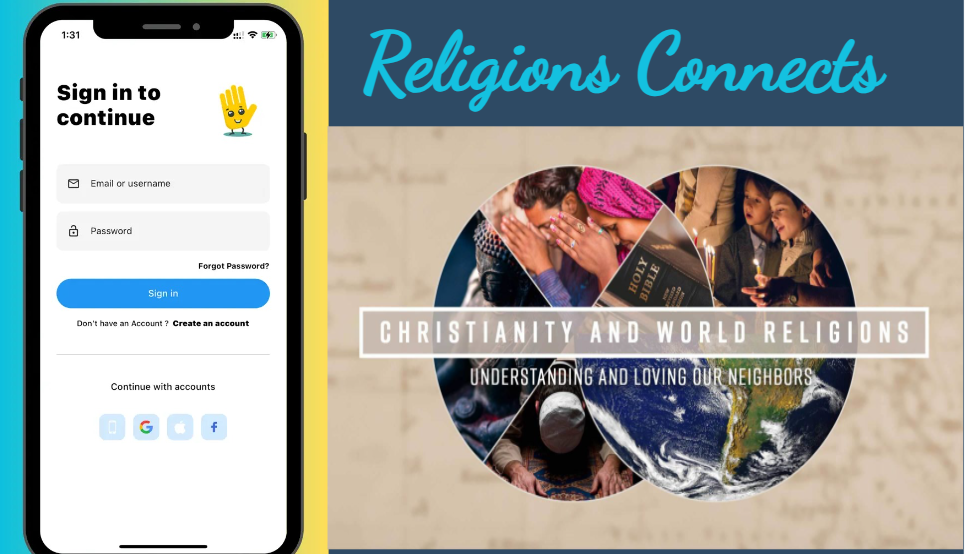 1:31
Sign in to
continue
Email or username
Password
Forgot Password?
Sign in
Don't have an Account ? Create an account
Continue with accounts
Religions Connects
HOLY
BIBLE
CHRISTIANITY AND WORLD RELIGIONS
UNDERSTANDING AND LOVING OUR NEIGHBORS